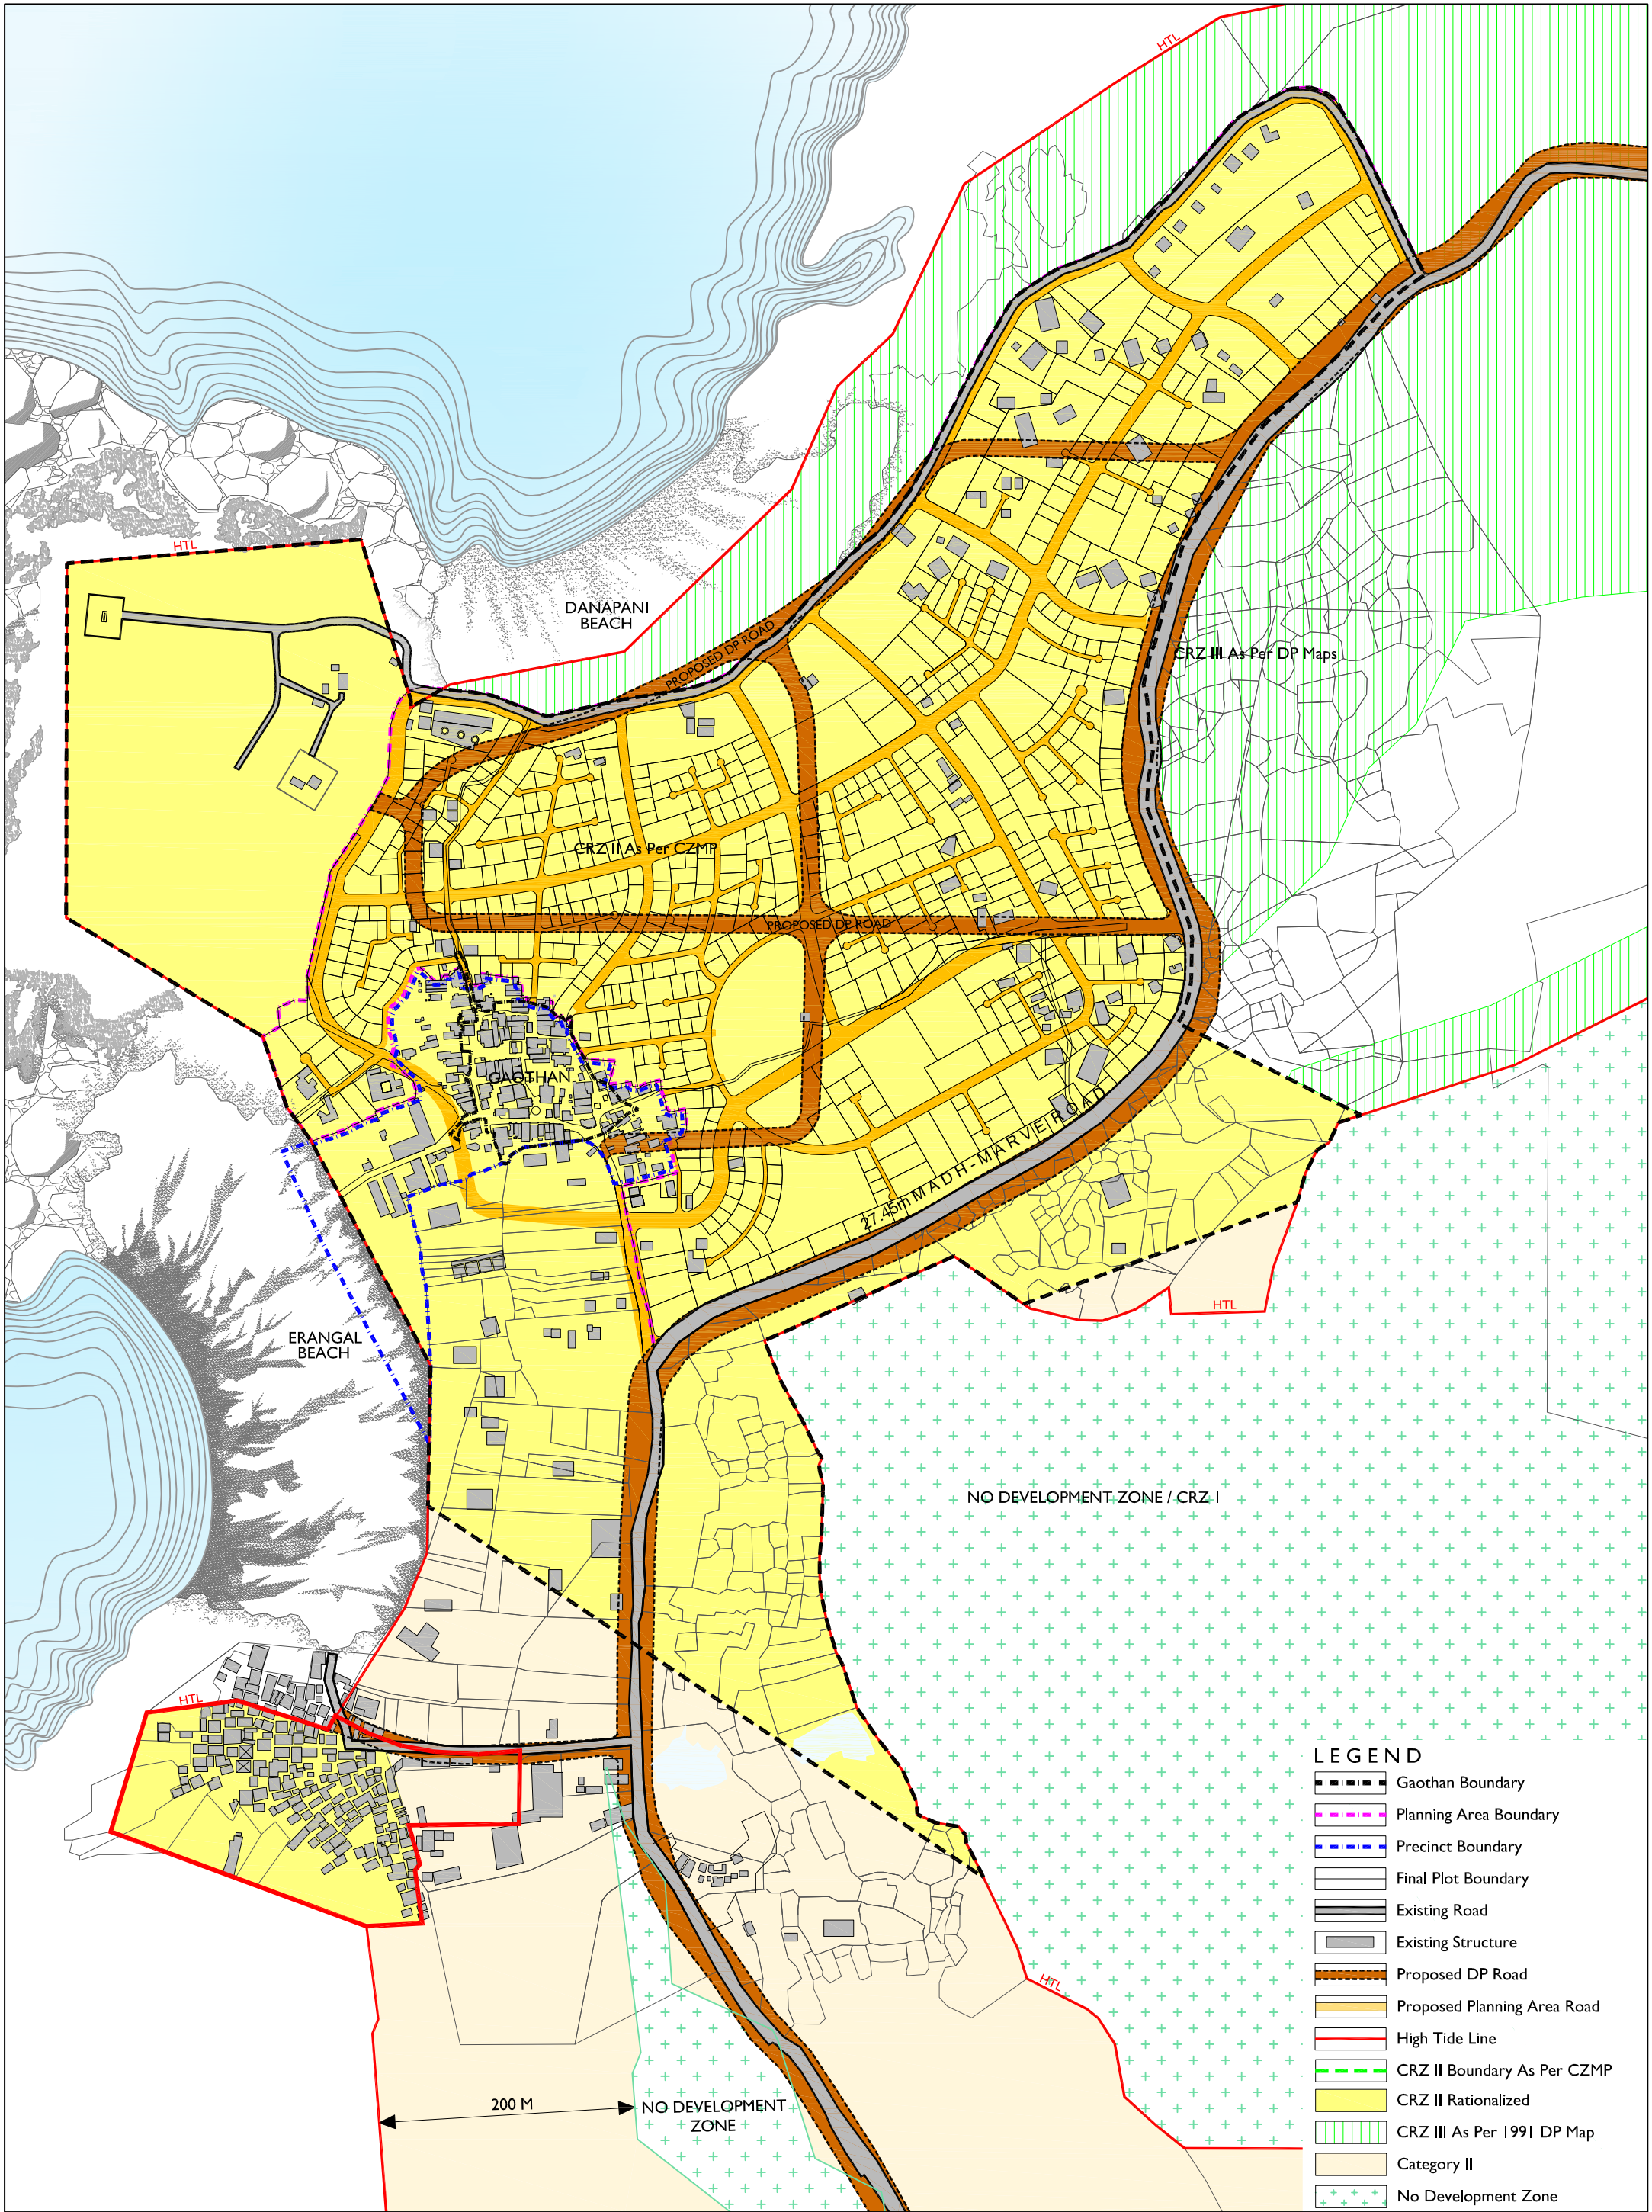 HTL
HTL
DANAPANI
BEACH
PROPOSED DP ROAD
CRZ III As Per DP Maps
CRZ II As Per CZMP
PROPOSED DP ROAD
GAOTHAN
27.45m MADH-MARVE ROAD
HTL
ERANGAL
BEACH
NO DEVELOPMENT ZONE / CRZ I
HTL
HTL
200 M
NO DEVELOPMENT
ZONE
LEGEND
Gaothan Boundary
Planning Area Boundary
Precinct Boundary
Final Plot Boundary
Existing Road
Existing Structure
Proposed DP Road
Proposed Planning Area Road
High Tide Line
CRZ II Boundary As Per CZMP
CRZ II Rationalized
CRZ III As Per 1991 DP Map
Category II
No Development Zone